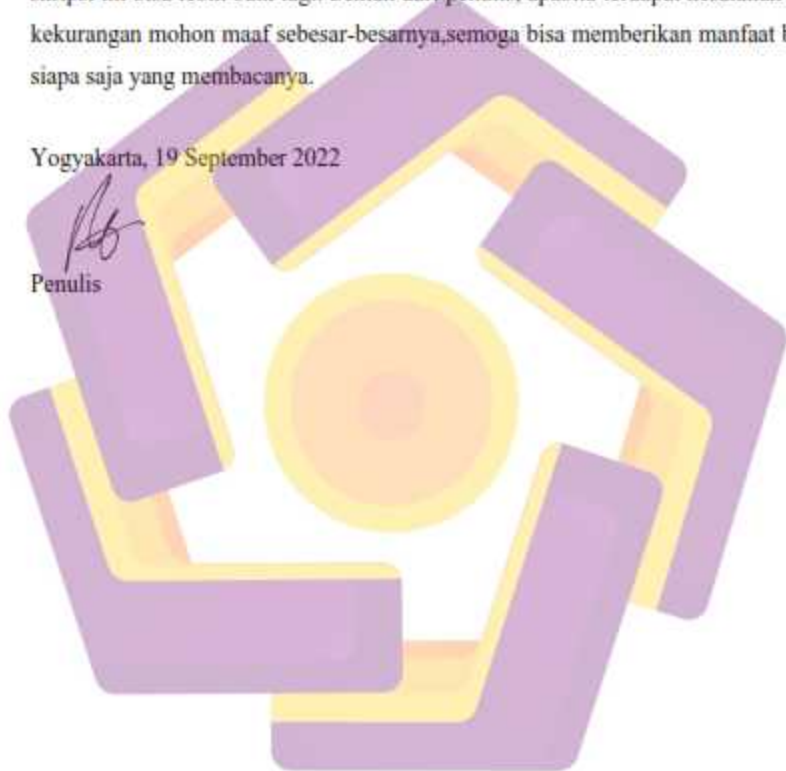 kekurangan mohon maaf sebesar-besarnya,semoga bisa memberikan manfaat b
siapa saja yang membacanya.
Yogyakarta, 19 September 2022
Penulis